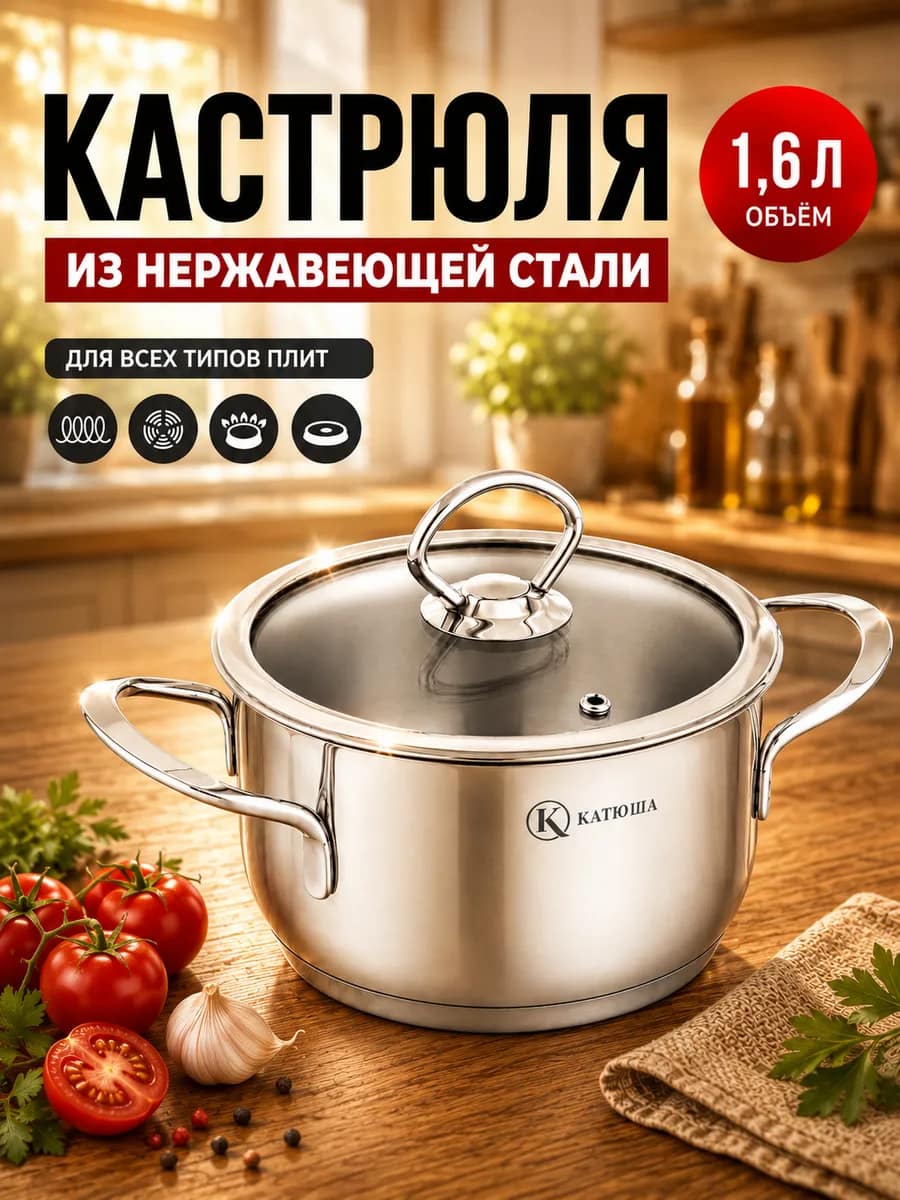 КАСТРЮЛЯ
ИЗ НЕРЖАВЕЮЩЕЙ СТАЛИ
1,6 Л
ОБЪЁМ
ДЛЯ ВСЕХ ТИПОВ ПЛИТ
К КАТЮША